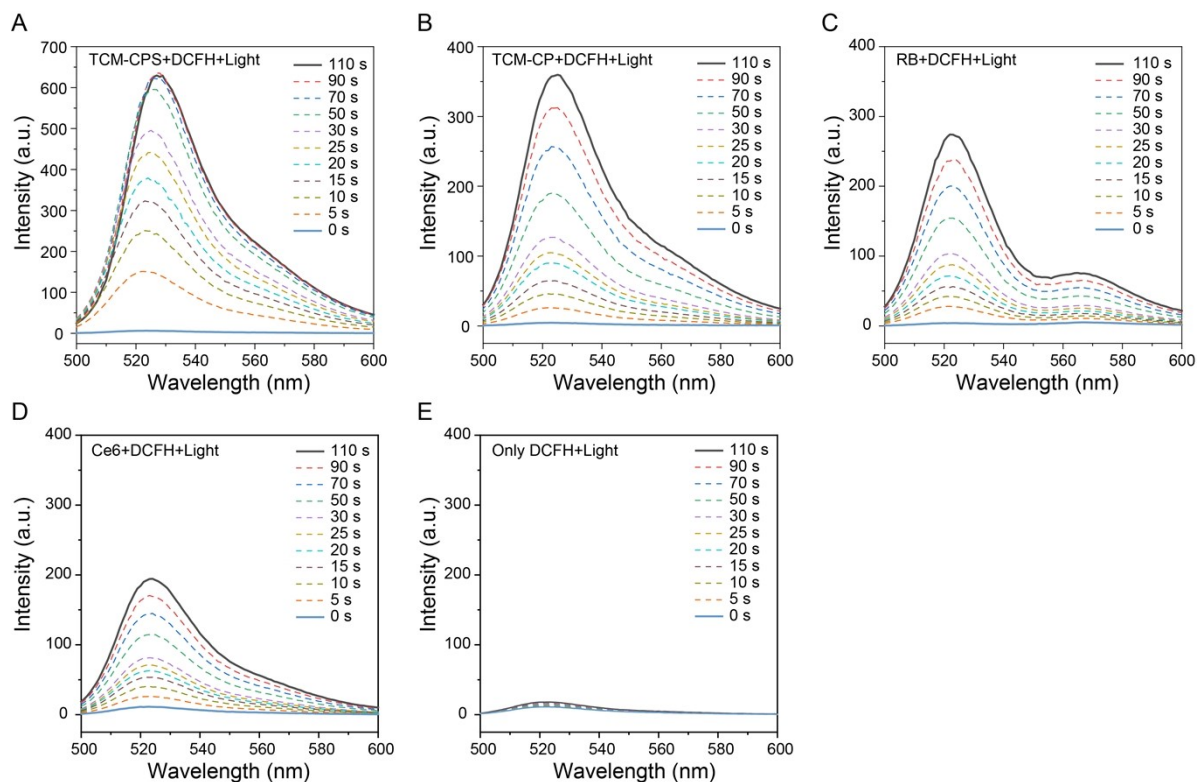 A
TCM-CPS+DCFH+Light
Intensity (a.u.)
700
600
500
400
300
200
100
0
110 s
90 s
70 s
50 s
30 s
25 s
20 s
15 s
10 s
5 s
0 s
500 520 540 560 580 600
Wavelength (nm)
B
TCM-CP+DCFH+Light
Intensity (a.u.)
400
300
200
100
0
110 s
90 s
70 s
50 s
30 s
25 s
20 s
15 s
10 s
5 s
0 s
500 520 540 560 580 600
Wavelength (nm)
C
RB+DCFH+Light
Intensity (a.u.)
400
300
200
100
0
110 s
90 s
70 s
50 s
30 s
25 s
20 s
15 s
10 s
5 s
0 s
500 520 540 560 580 600
Wavelength (nm)
D
Ce6+DCFH+Light
Intensity (a.u.)
400
300
200
100
0
110 s
90 s
70 s
50 s
30 s
25 s
20 s
15 s
10 s
5 s
0 s
500 520 540 560 580 600
Wavelength (nm)
E
Only DCFH+Light
Intensity (a.u.)
400
300
200
100
0
110 s
90 s
70 s
50 s
30 s
25 s
20 s
15 s
10 s
5 s
0 s
500 520 540 560 580 600
Wavelength (nm)